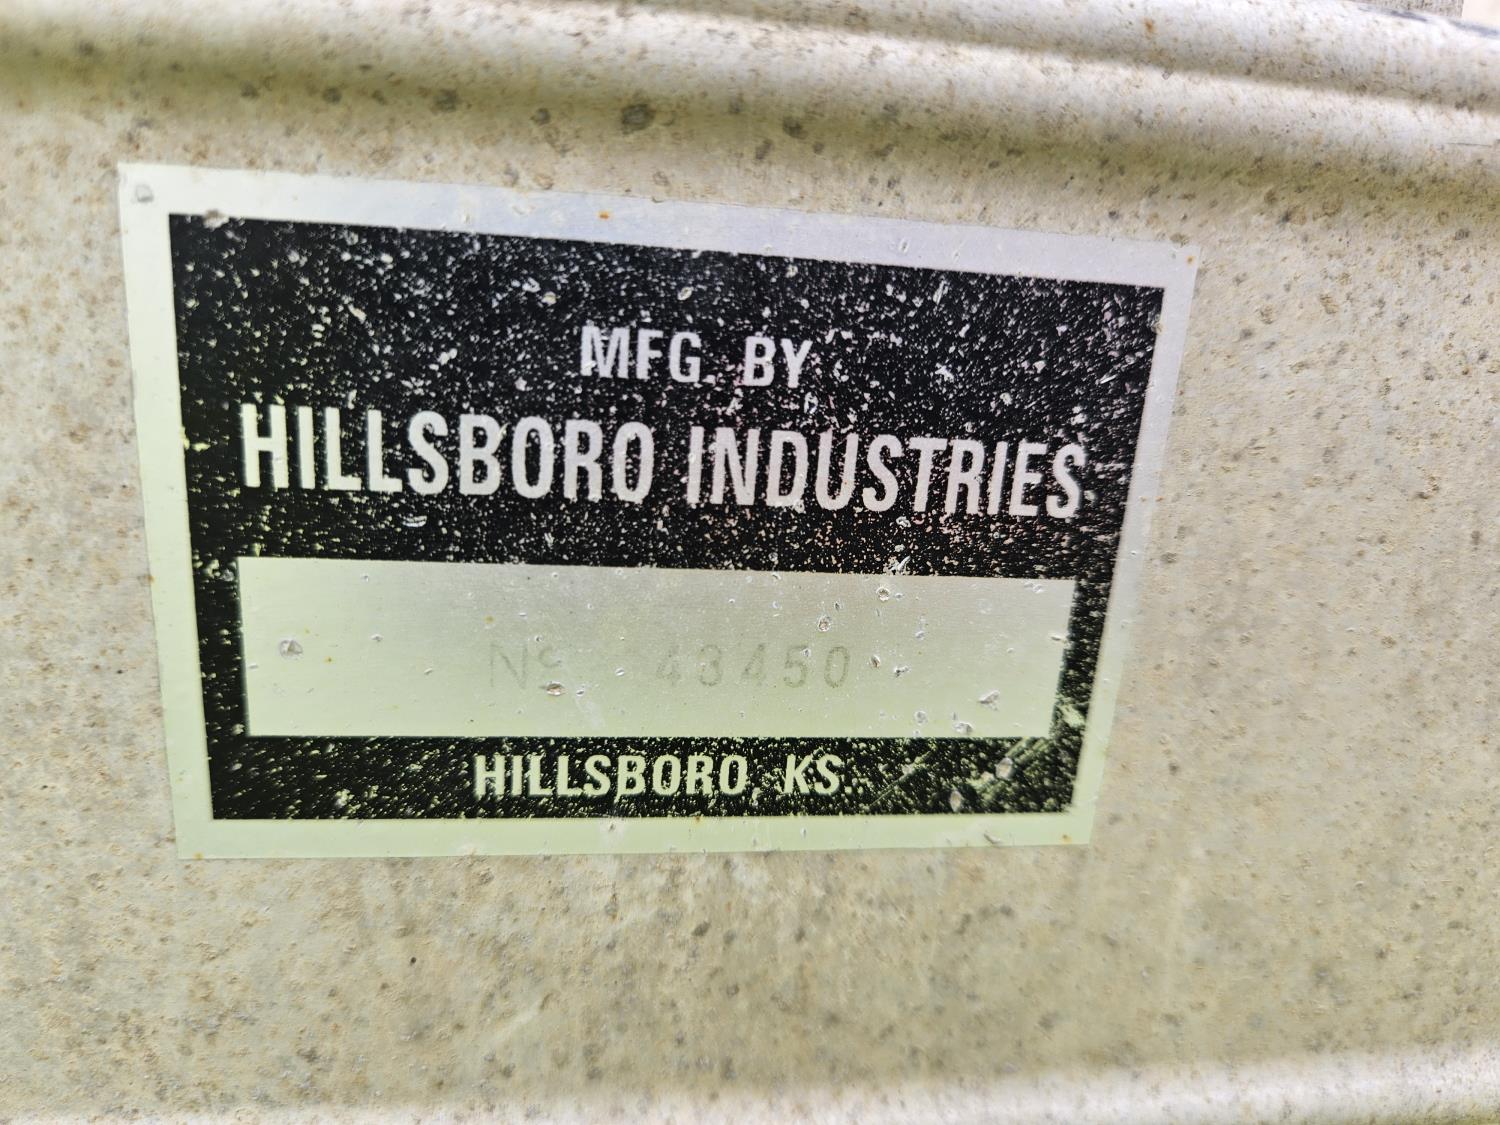 MFG. BY
HILLSBORO INDUSTRIES
No 43450
HILLSBORO, KS.